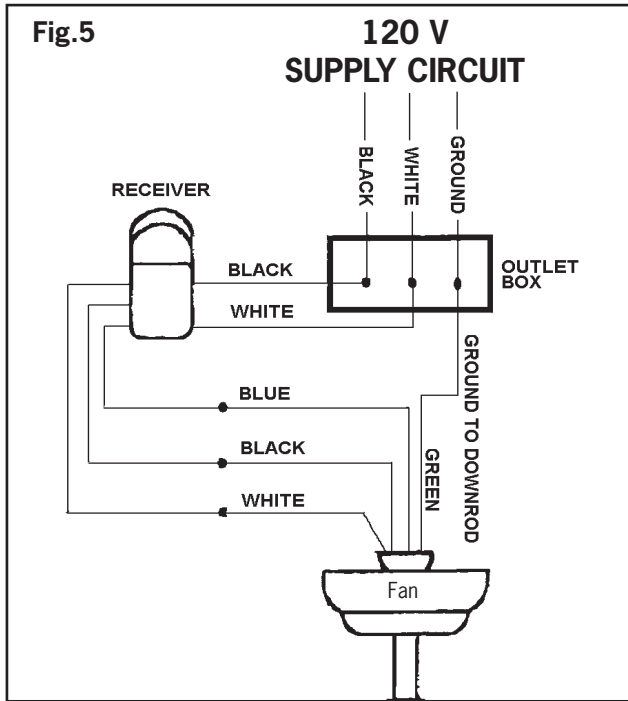 Fig.5
120 V
SUPPLY CIRCUIT
BLACK
WHITE
GROUND
RECEIVER
BLACK
OUTLET
BOX
WHITE
BLUE
BLACK
WHITE
GREEN
GROUND TO DOWNROD
Fan